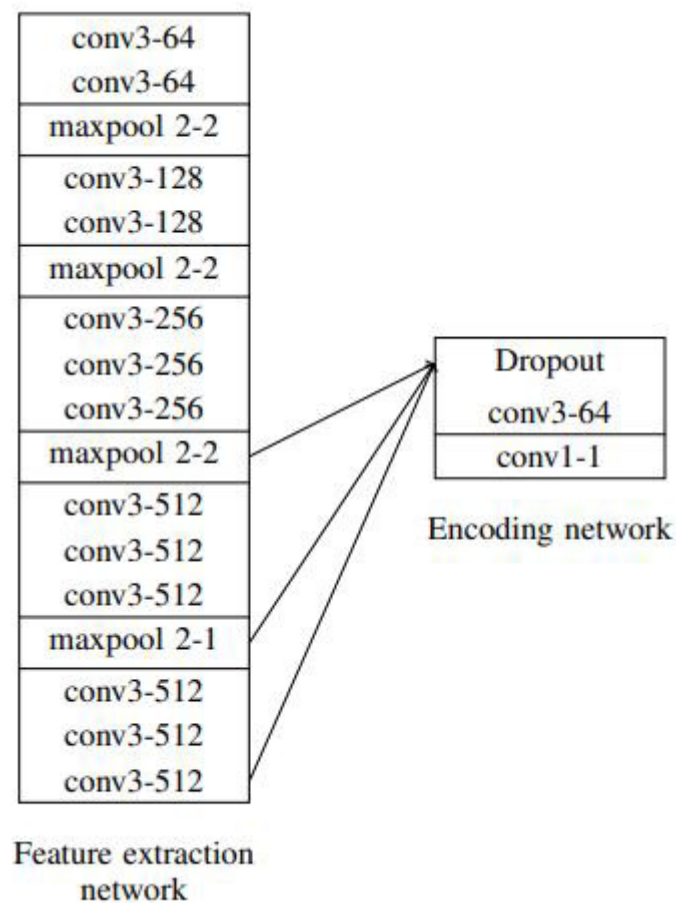 conv3-64
conv3-64
maxpool 2-2
conv3-128
conv3-128
maxpool 2-2
conv3-256
conv3-256
conv3-256
maxpool 2-2
conv3-512
conv3-512
conv3-512
maxpool 2-1
conv3-512
conv3-512
conv3-512
Feature extraction
network
Dropout
conv3-64
conv1-1
Encoding network